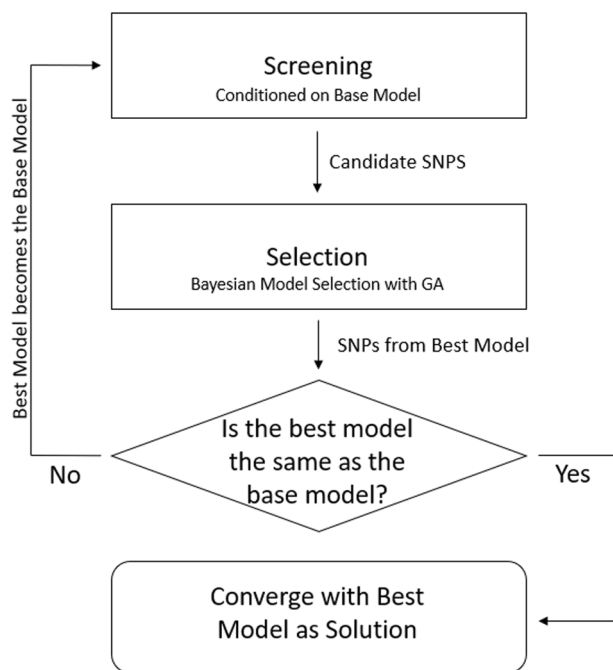 Screening
Conditioned on Base Model
Candidate SNPS
Selection
Bayesian Model Selection with GA
SNPs from Best Model
Is the best model
the same as the
base model?
No
Yes
Best Model becomes the Base Model
Converge with Best
Model as Solution